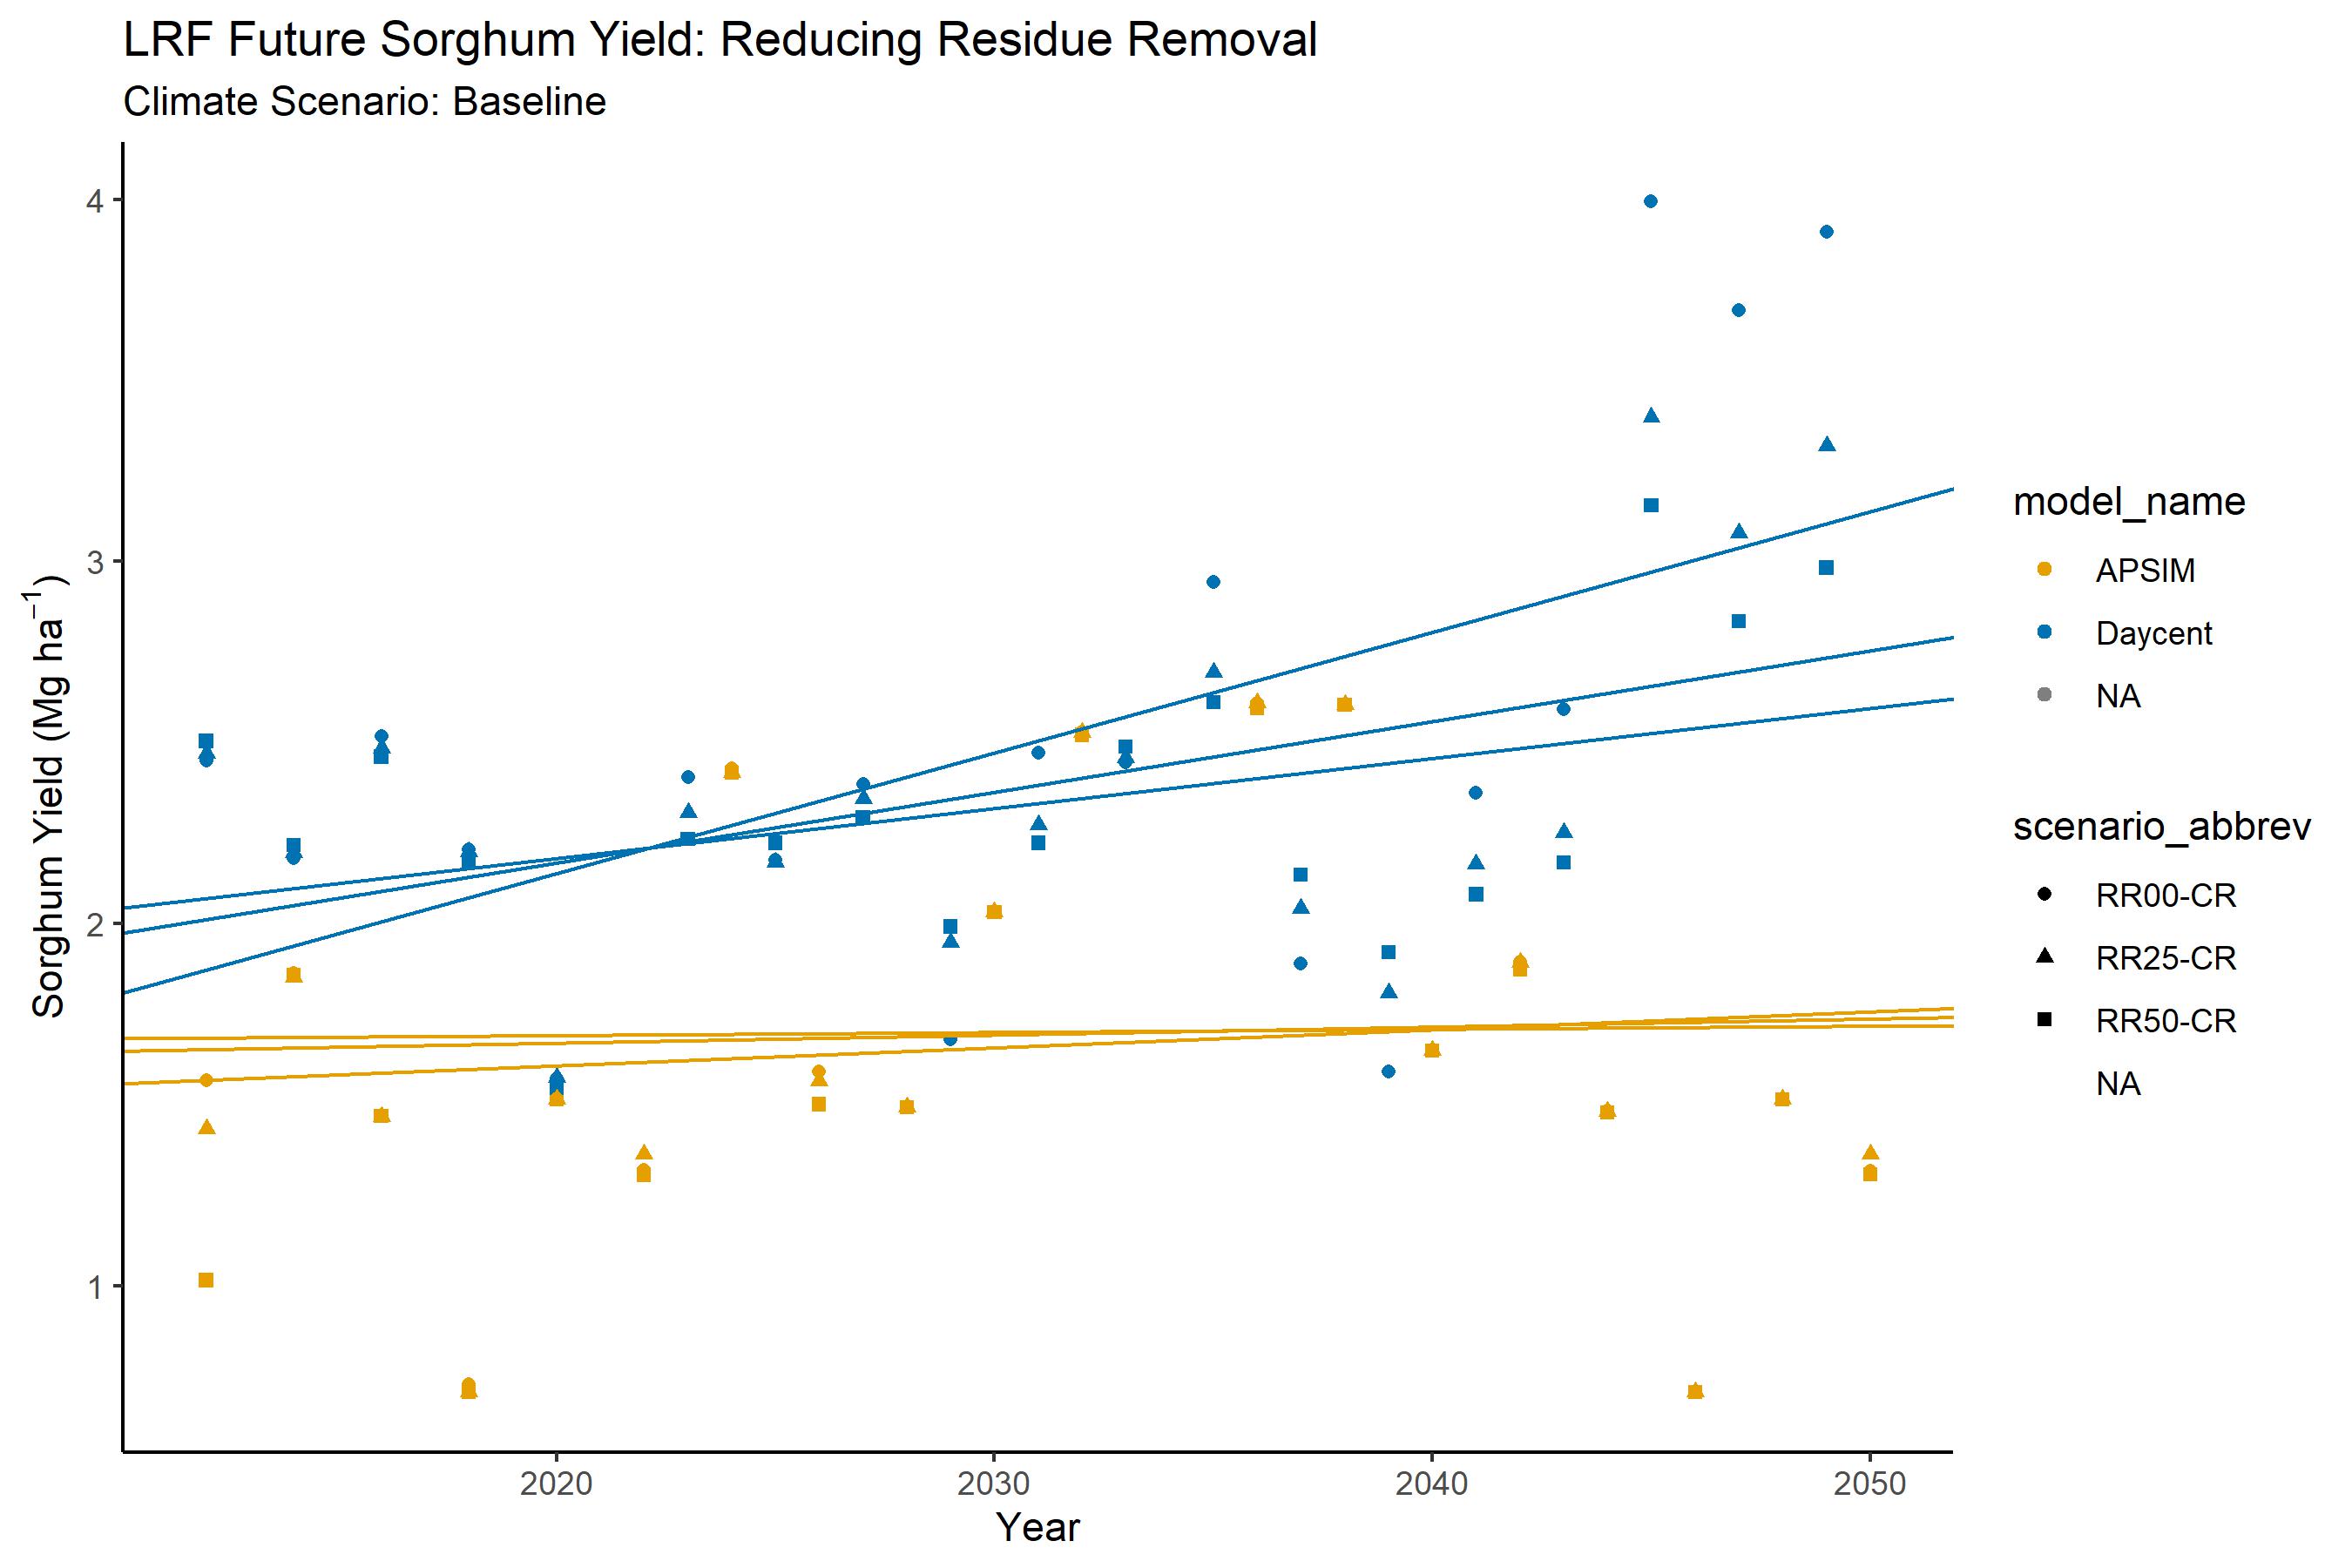 LRF Future Sorghum Yield: Reducing Residue Removal
Climate Scenario: Baseline
Sorghum Yield (Mg ha⁻¹)
4
3
2
1
2020
2030
2040
2050
Year
model_name
APSIM
Daycent
NA
scenario_abbrev
RR00-CR
RR25-CR
RR50-CR
NA